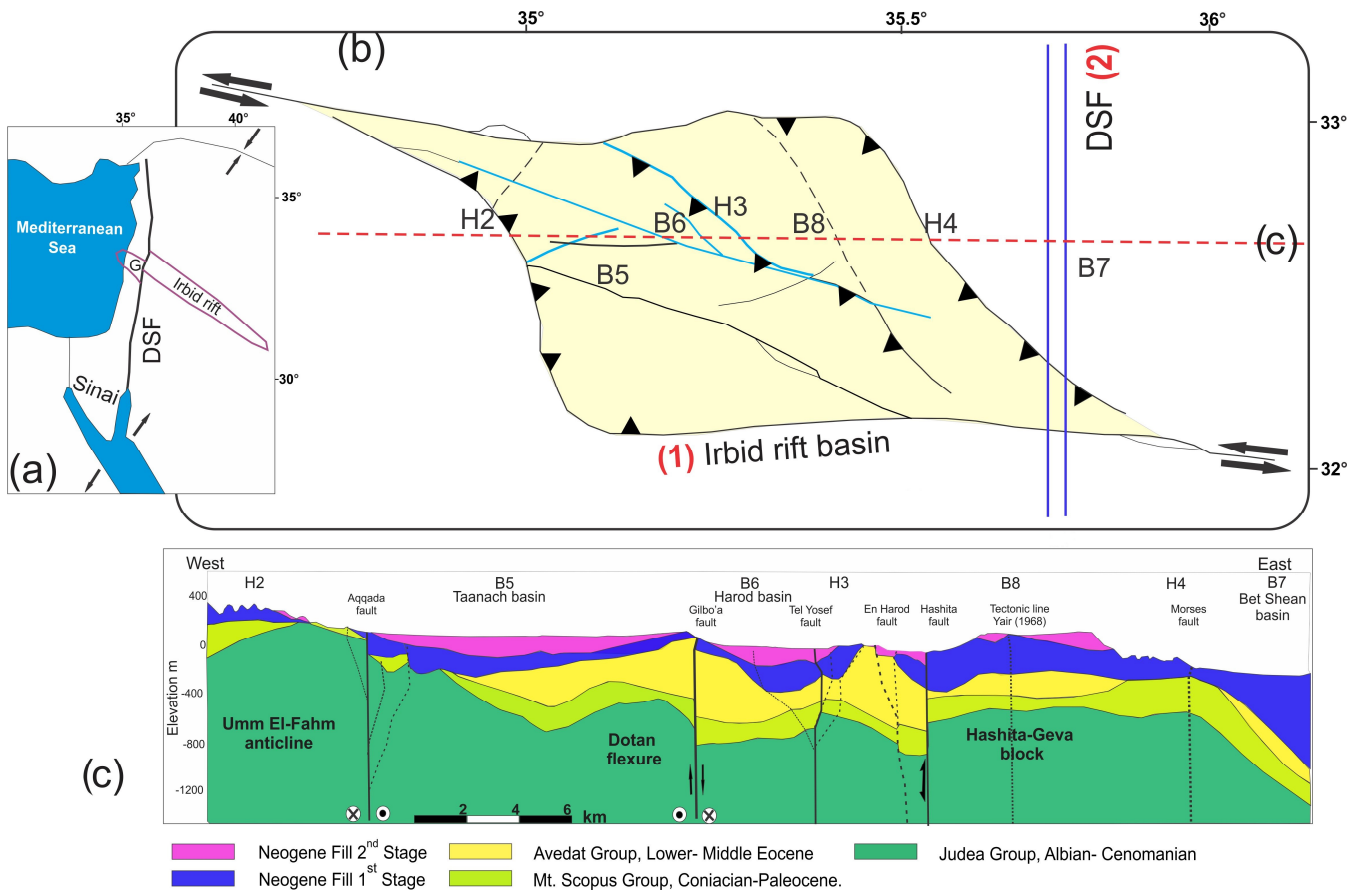 35°
35.5°
36°
(b)
DSF (2)
33°
H2
B6
H3
B8
H4
(c)
B5
B7
(1) Irbid rift basin
32°
35°
40°
35°
Mediterranean
Sea
G
Irbid rift
DSF
30°
Sinai
(a)
West
East
H2
B5
B6
H3
B8
H4
B7
Aqqada
fault
Taanach basin
Gilbo'a
fault
Harod basin
Tel Yosef
fault
En Harod
fault
Hashita
fault
Tectonic line
Yair (1968)
Morses
fault
Bet Shean
basin
400
0
-400
-800
-1200
Elevation m
Umm El-Fahm
anticline
Dotan
flexure
Hashita-Geva
block
(c)
2 4 6 km
Neogene Fill 2nd Stage
Avedat Group, Lower- Middle Eocene
Judea Group, Albian- Cenomanian
Neogene Fill 1st Stage
Mt. Scopus Group, Coniacian-Paleocene.